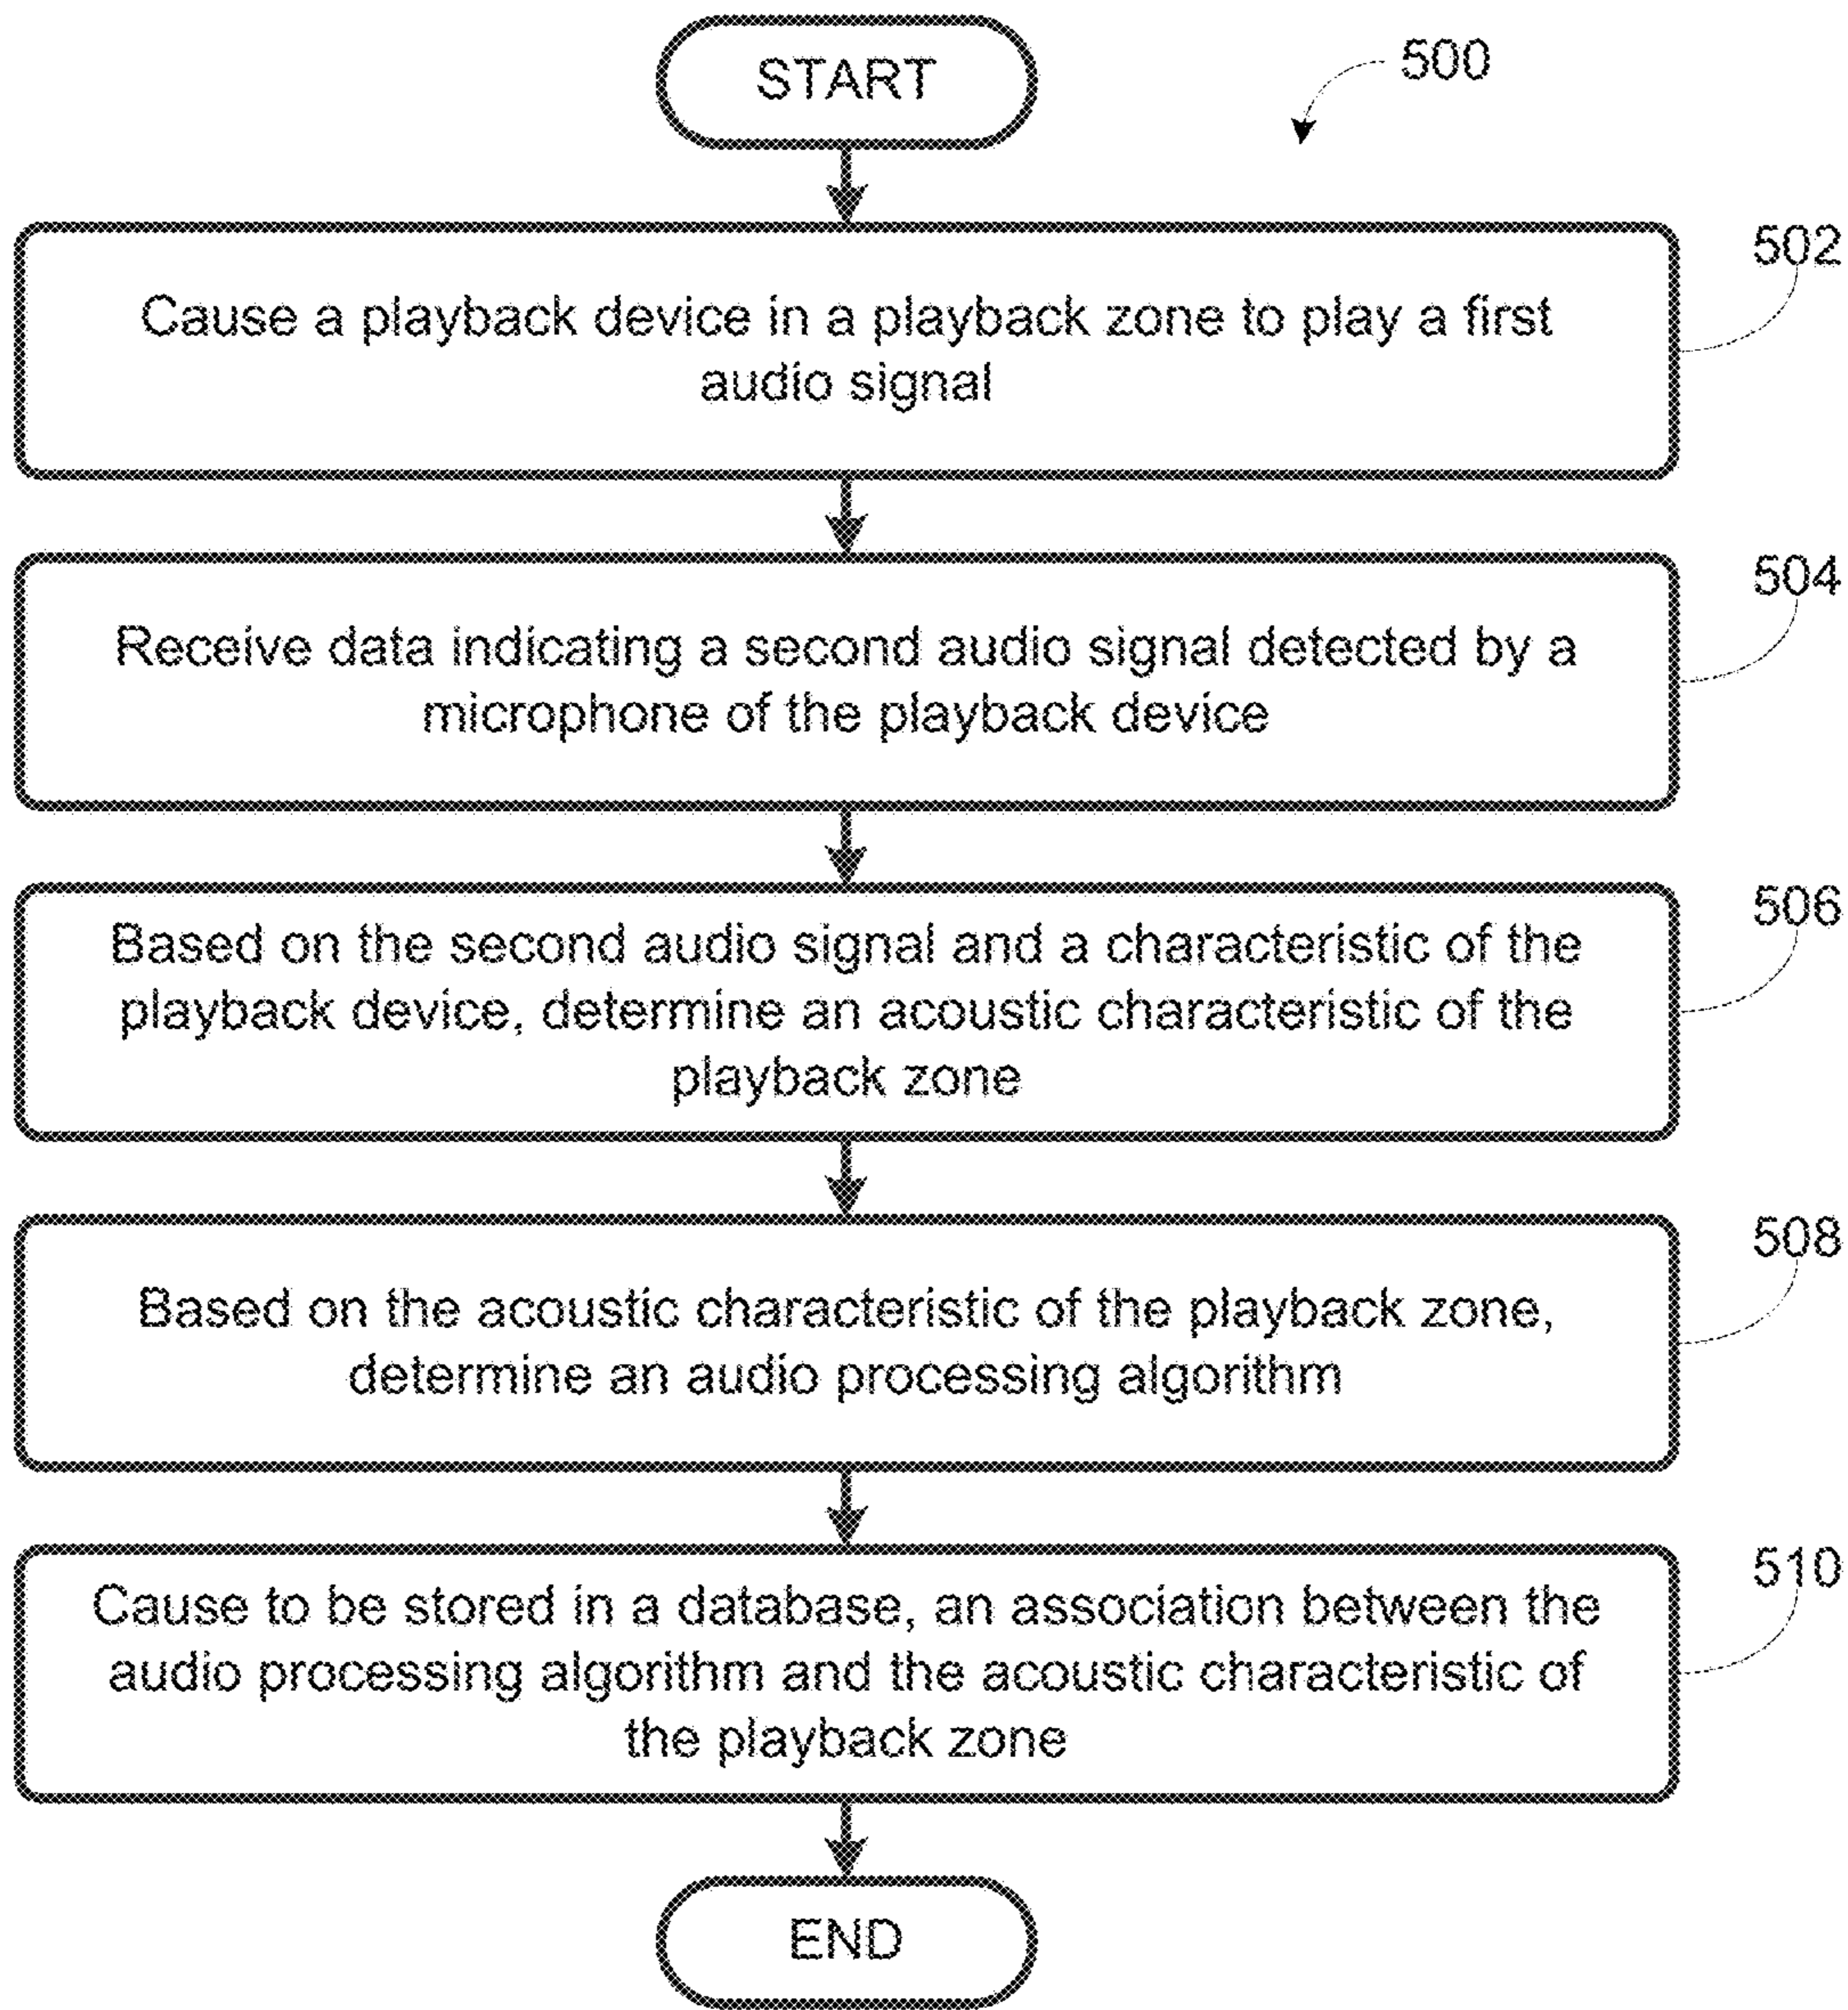 START
500
502
Cause a playback device in a playback zone to play a first
audio signal
504
Receive data indicating a second audio signal detected by a
microphone of the playback device
506
Based on the second audio signal and a characteristic of the
playback device, determine an acoustic characteristic of the
playback zone
508
Based on the acoustic characteristic of the playback zone,
determine an audio processing algorithm
510
Cause to be stored in a database, an association between the
audio processing algorithm and the acoustic characteristic of
the playback zone
END